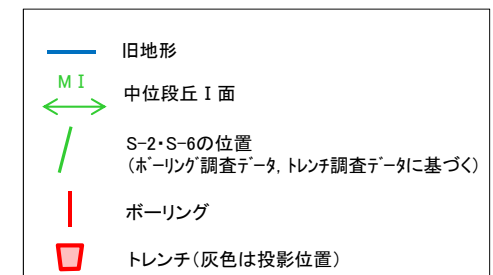 旧地形
MⅠ
中位段丘Ⅰ面
S-2・S-6の位置
(ﾎﾞｰﾘﾝｸﾞ調査ﾃﾞｰﾀ, ﾄﾚﾝﾁ調査ﾃﾞｰﾀに基づく)
ボーリング
トレンチ(灰色は投影位置)